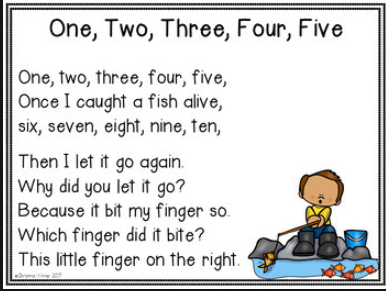 One, Two, Three, Four, Five
One, two, three, four, five,
Once I caught a fish alive,
six, seven, eight, nine, ten,
Then I let it go again.
Why did you let it go?
Because it bit my finger so.
Which finger did it bite?
This little finger on the right.